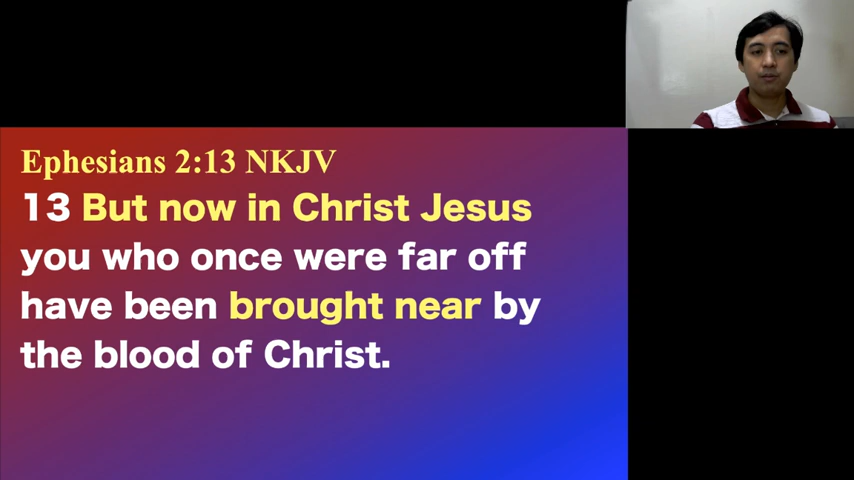 Ephesians 2:13 NKJV
13 But now in Christ Jesus
you who once were far off
have been brought near by
the blood of Christ.